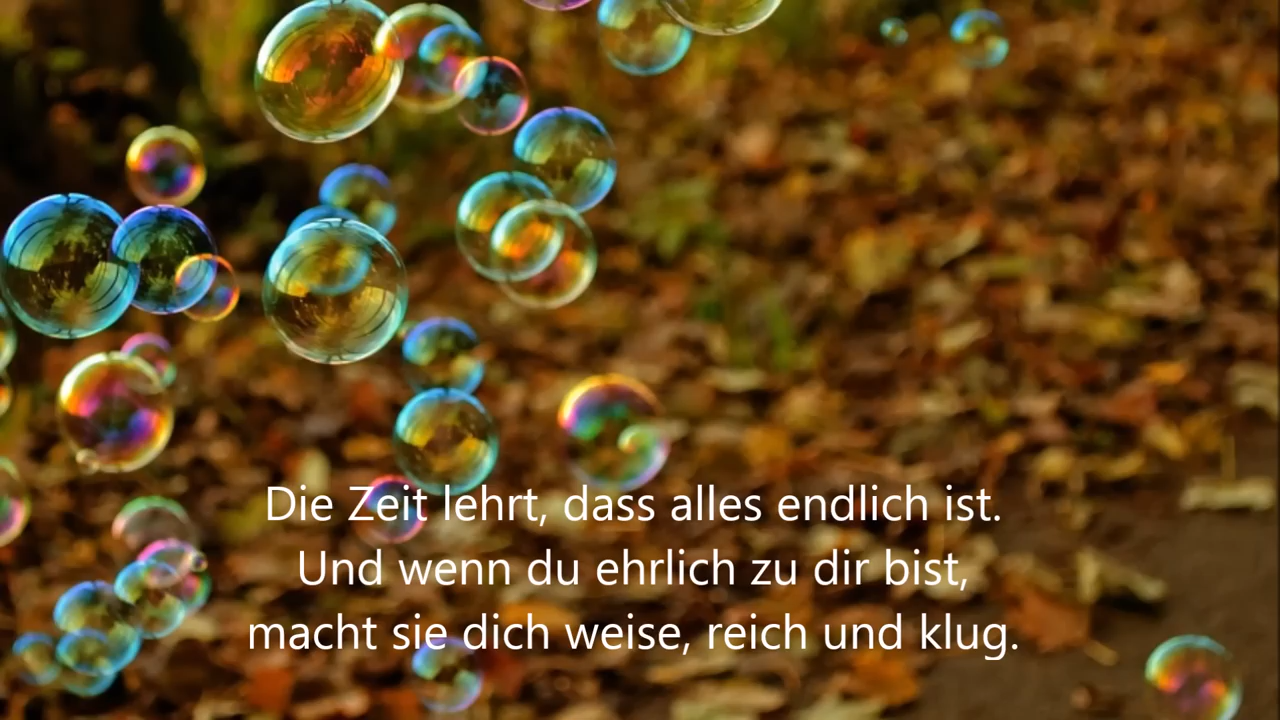 Die Zeit lehrt, dass alles endlich ist.
Und wenn du ehrlich zu dir bist,
macht sie dich weise, reich und klug.